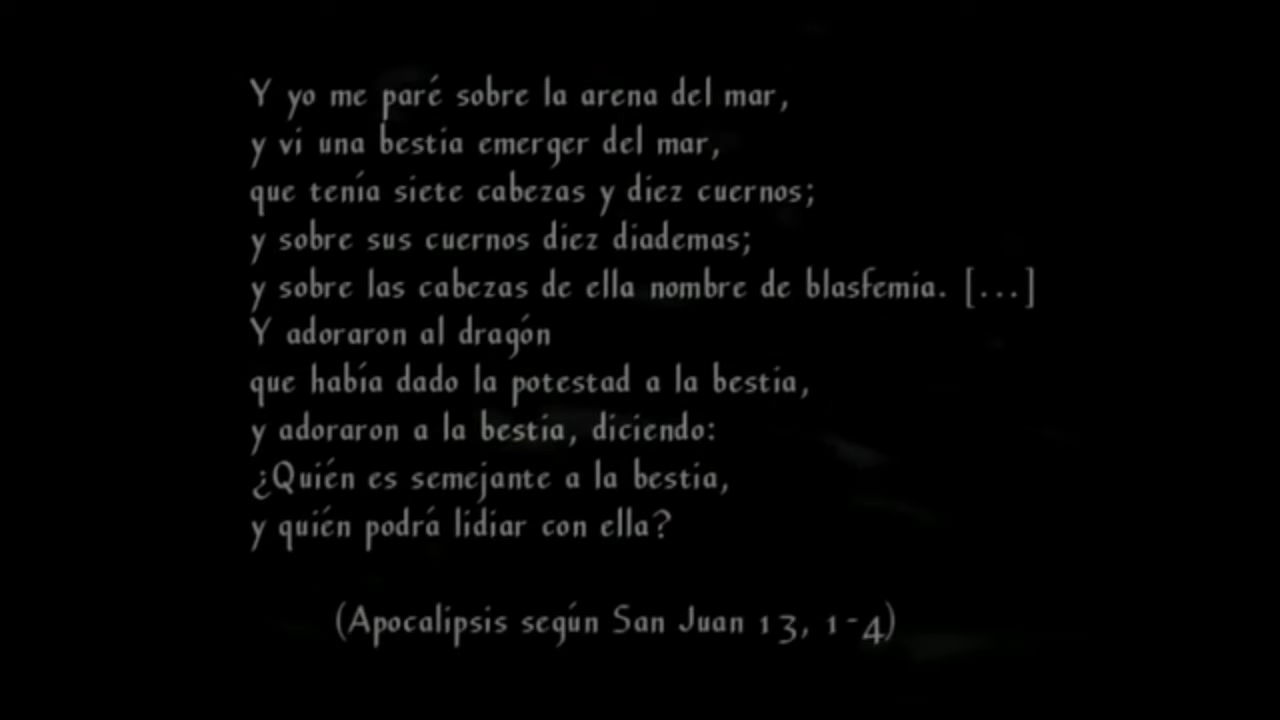 Y yo me paré sobre la arena del mar,
y vi una bestia emerger del mar,
que tenía siete cabezas y diez cuernos;
y sobre sus cuernos diez diademas;
y sobre las cabezas de ella nombre de blasfemia. [...]
Y adoraron al dragón
que había dado la potestad a la bestia,
y adoraron a la bestia, diciendo:
¿Quién es semejante a la bestia,
y quién podrá lidiar con ella?
(Apocalipsis según San Juan 13, 1-4)